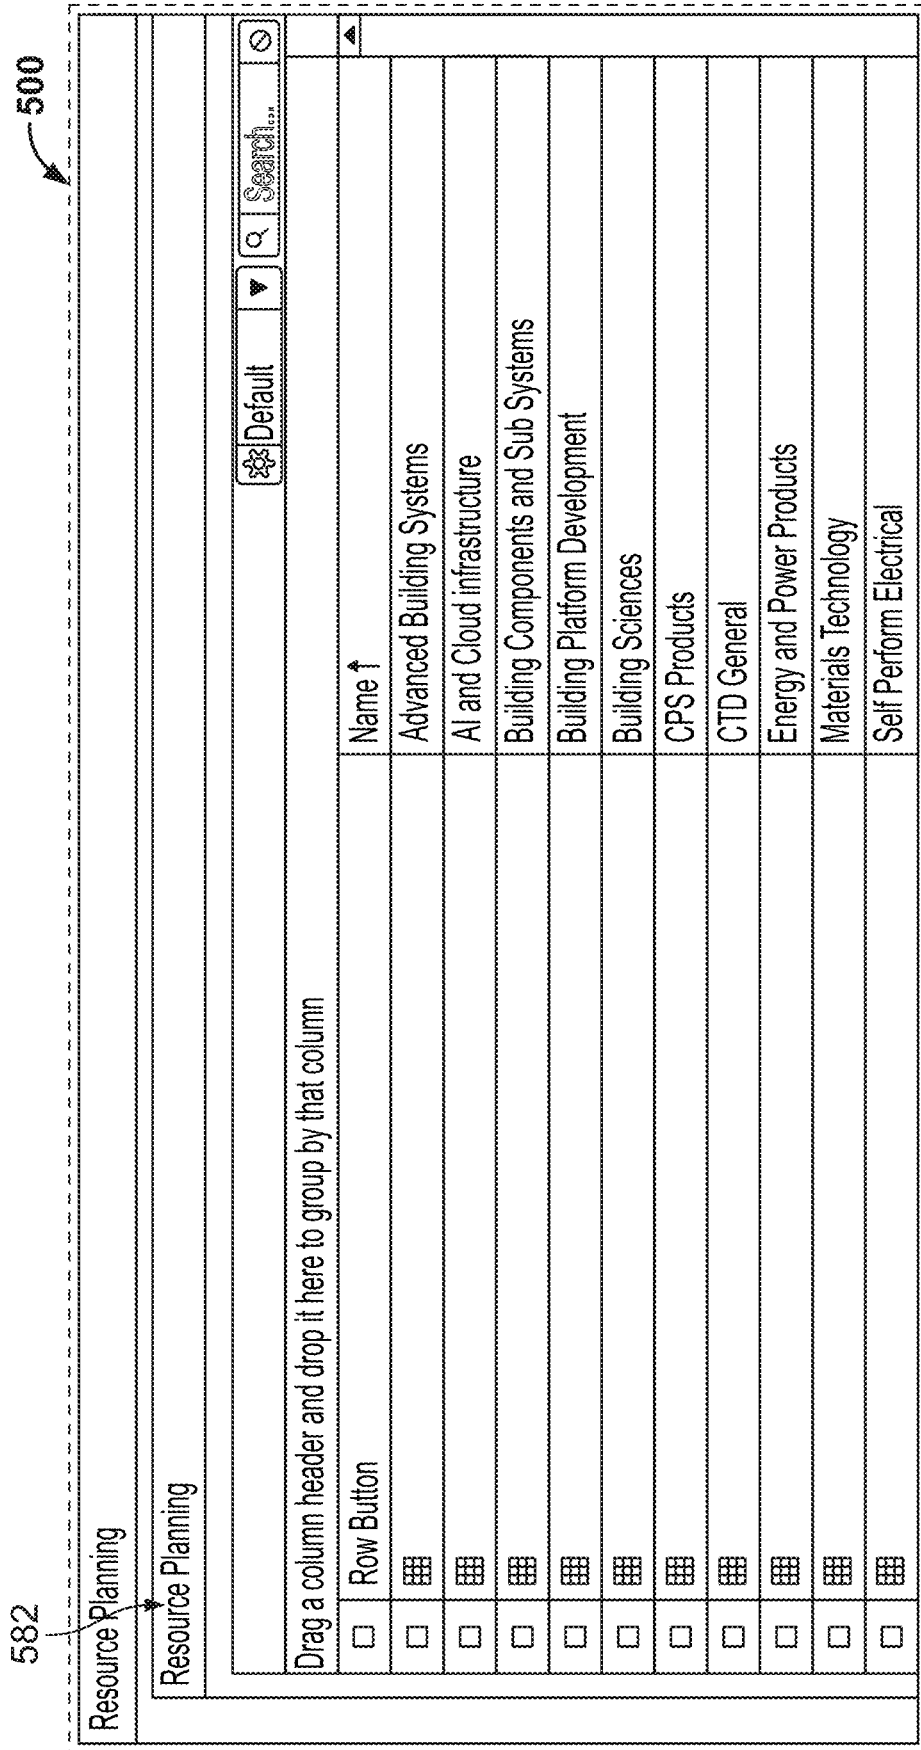 500
582
Resource Planning
Resource Planning
Default
Search...
Drag a column header and drop it here to group by that column
Row Button
Name↑
Advanced Building Systems
AI and Cloud infrastructure
Building Components and Sub Systems
Building Platform Development
Building Sciences
CPS Products
CTD General
Energy and Power Products
Materials Technology
Self Perform Electrical